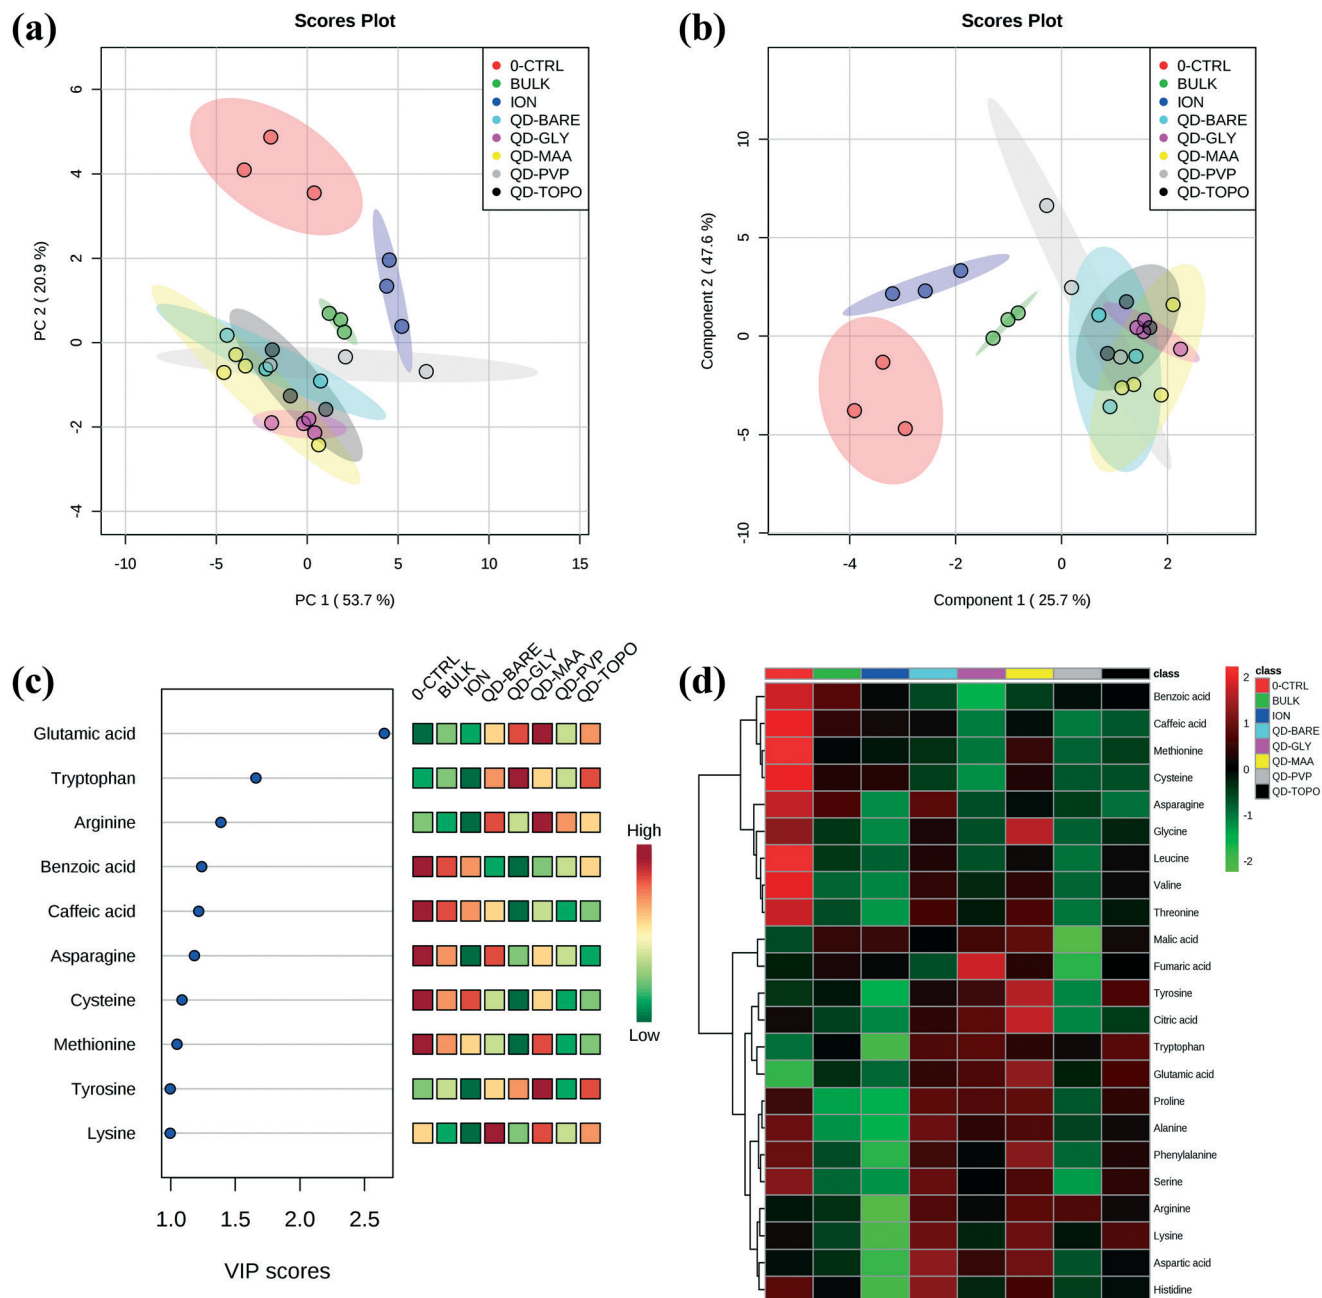 (a)
Scores Plot
0-CTRL
BULK
ION
QD-BARE
QD-GLY
QD-MAA
QD-PVP
QD-TOPO
PC 2 ( 20.9 %)
6
4
2
0
-2
-4
-10
-5
0
5
10
15
PC 1 ( 53.7 %)
(b)
Scores Plot
0-CTRL
BULK
ION
QD-BARE
QD-GLY
QD-MAA
QD-PVP
QD-TOPO
Component 2 ( 47.6 %)
10
5
0
-5
-10
-4
-2
0
2
Component 1 ( 25.7 %)
(c)
0-CTRL
BULK
ION
QD-BARE
QD-GLY
QD-MAA
QD-PVP
QD-TOPO
Glutamic acid
Tryptophan
Arginine
Benzoic acid
Caffeic acid
Asparagine
Cysteine
Methionine
Tyrosine
Lysine
High
Low
1.0
1.5
2.0
2.5
VIP scores
(d)
class
Benzoic acid
Caffeic acid
Methionine
Cysteine
Asparagine
Glycine
Leucine
Valine
Threonine
Malic acid
Fumaric acid
Tyrosine
Citric acid
Tryptophan
Glutamic acid
Proline
Alanine
Phenylalanine
Serine
Arginine
Lysine
Aspartic acid
Histidine
2
1
0
-1
-2
class
0-CTRL
BULK
ION
QD-BARE
QD-GLY
QD-MAA
QD-PVP
QD-TOPO